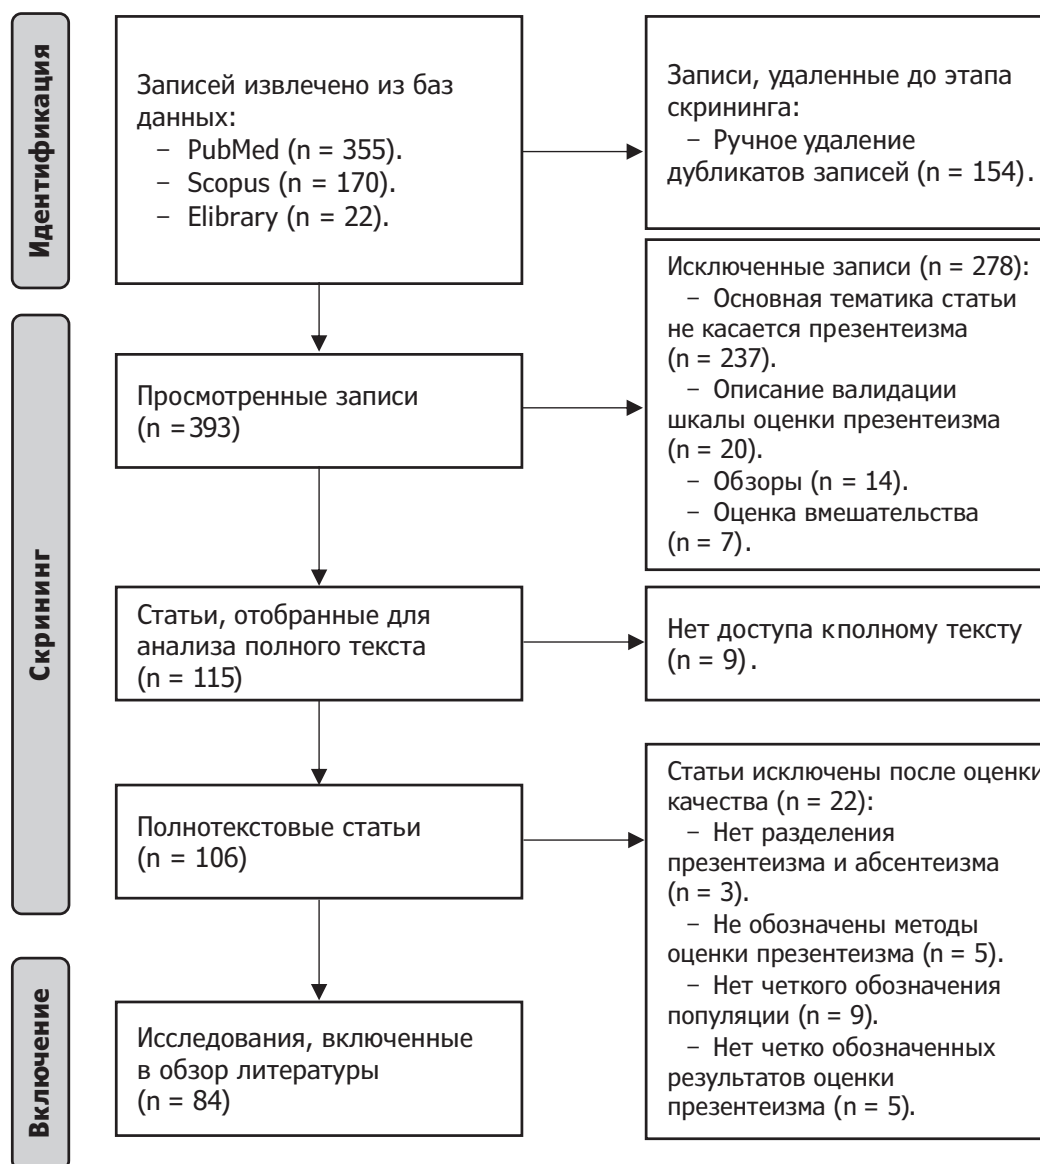 Идентификация
Записей извлечено из баз
данных:
– PubMed (n = 355).
– Scopus (n = 170).
– Elibrary (n = 22).
Записи, удаленные до этапа
скрининга:
– Ручное удаление
дубликатов записей (n = 154).
Скрининг
Просмотренные записи
(n = 393)
Исключенные записи (n = 278):
– Основная тематика статьи
не касается презентеизма
(n = 237).
– Описание валидации
шкалы оценки презентеизма
(n = 20).
– Обзоры (n = 14).
– Оценка вмешательства
(n = 7).
Статьи, отобранные для
анализа полного текста
(n = 115)
Нет доступа к полному тексту
(n = 9).
Полнотекстовые статьи
(n = 106)
Статьи исключены после оценки
качества (n = 22):
– Нет разделения
презентеизма и абсентеизма
(n = 3).
– Не обозначены методы
оценки презентеизма (n = 5).
– Нет четкого обозначения
популяции (n = 9).
– Нет четко обозначенных
результатов оценки
презентеизма (n = 5).
Включение
Исследования, включенные
в обзор литературы
(n = 84)